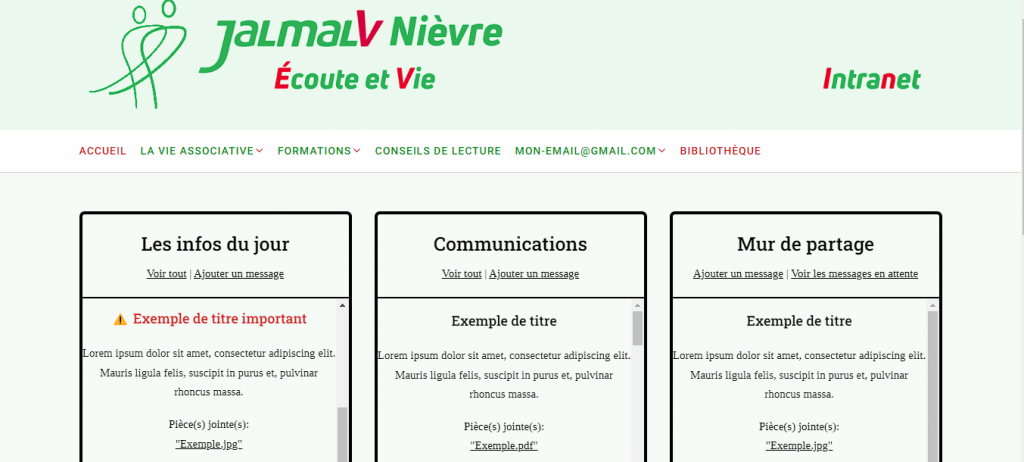 JALMALV Nièvre
Écoute et Vie
Intranet
ACCUEIL LA VIE ASSOCIATIVE FORMATIONS CONSEILS DE LECTURE MON-EMAIL@GMAIL.COM BIBLIOTHÈQUE
Les infos du jour
Voir tout | Ajouter un message
Exemple de titre important
Lorem ipsum dolor sit amet, consectetur adipiscing elit.
Mauris ligula felis, suscipit in purus et, pulvinar
rhoncus massa.
Pièce(s) jointe(s):
"Exemple.jpg"
Communications
Voir tout | Ajouter un message
Exemple de titre
Lorem ipsum dolor sit amet, consectetur adipiscing elit.
Mauris ligula felis, suscipit in purus et, pulvinar
rhoncus massa.
Pièce(s) jointe(s):
"Exemple.pdf"
Mur de partage
Ajouter un message | Voir les messages en attente
Exemple de titre
Lorem ipsum dolor sit amet, consectetur adipiscing elit.
Mauris ligula felis, suscipit in purus et, pulvinar
rhoncus massa.
Pièce(s) jointe(s):
"Exemple.jpg"